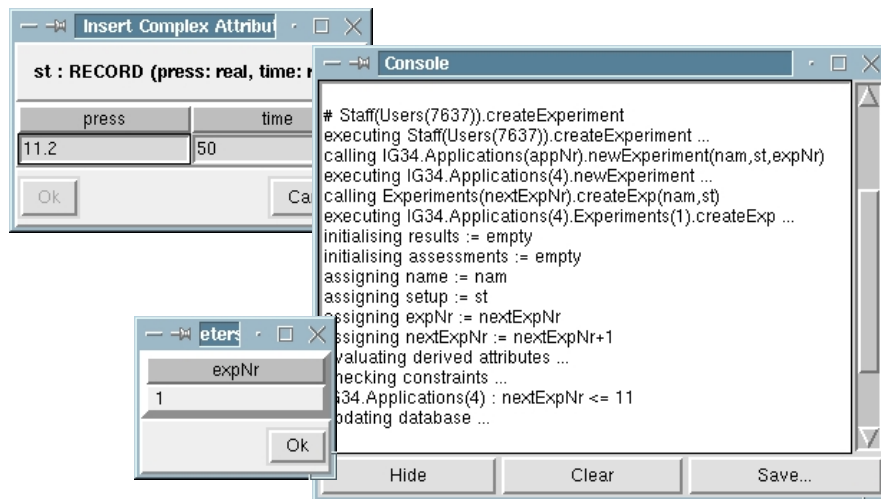 Insert Complex Attribut
st : RECORD (press: real, time: r
press time
11.2 50
Ok Ca
Console
# Staff(Users(7637)).createExperiment
executing Staff(Users(7637)).createExperiment ...
calling IG34.Applications(appNr).newExperiment(nam,st,expNr)
executing IG34.Applications(4).newExperiment ...
calling Experiments(nextExpNr).createExp(nam,st)
executing IG34.Applications(4).Experiments(1).createExp ...
initialising results := empty
initialising assessments := empty
assigning name := nam
assigning setup := st
assigning expNr := nextExpNr
assigning nextExpNr := nextExpNr+1
valuating derived attributes ...
hecking constraints ...
G34.Applications(4) : nextExpNr <= 11
pdating database ...
Hide Clear Save...
eters
expNr
1
Ok